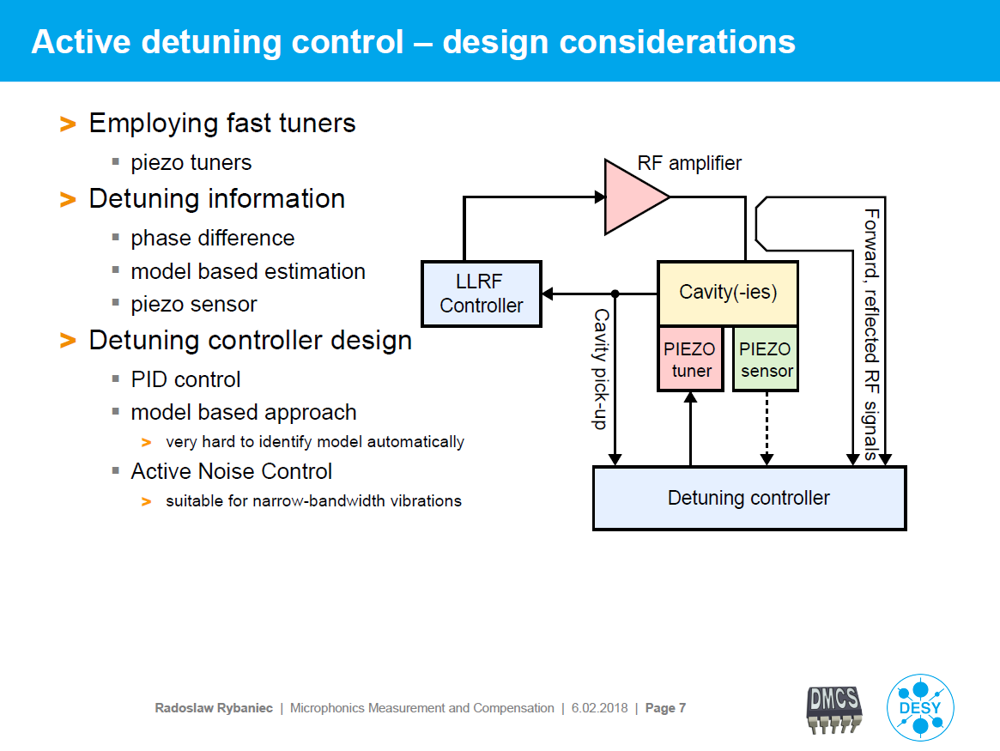 Active detuning control – design considerations
> Employing fast tuners
▪ piezo tuners
> Detuning information
▪ phase difference
▪ model based estimation
▪ piezo sensor
> Detuning controller design
▪ PID control
▪ model based approach
> very hard to identify model automatically
▪ Active Noise Control
> suitable for narrow-bandwidth vibrations
RF amplifier
LLRF
Controller
Cavity(-ies)
PIEZO
tuner
PIEZO
sensor
Cavity pick-up
Forward, reflected RF signals
Detuning controller
Radoslaw Rybaniec | Microphonics Measurement and Compensation | 6.02.2018 | Page 7
DMCS
DESY